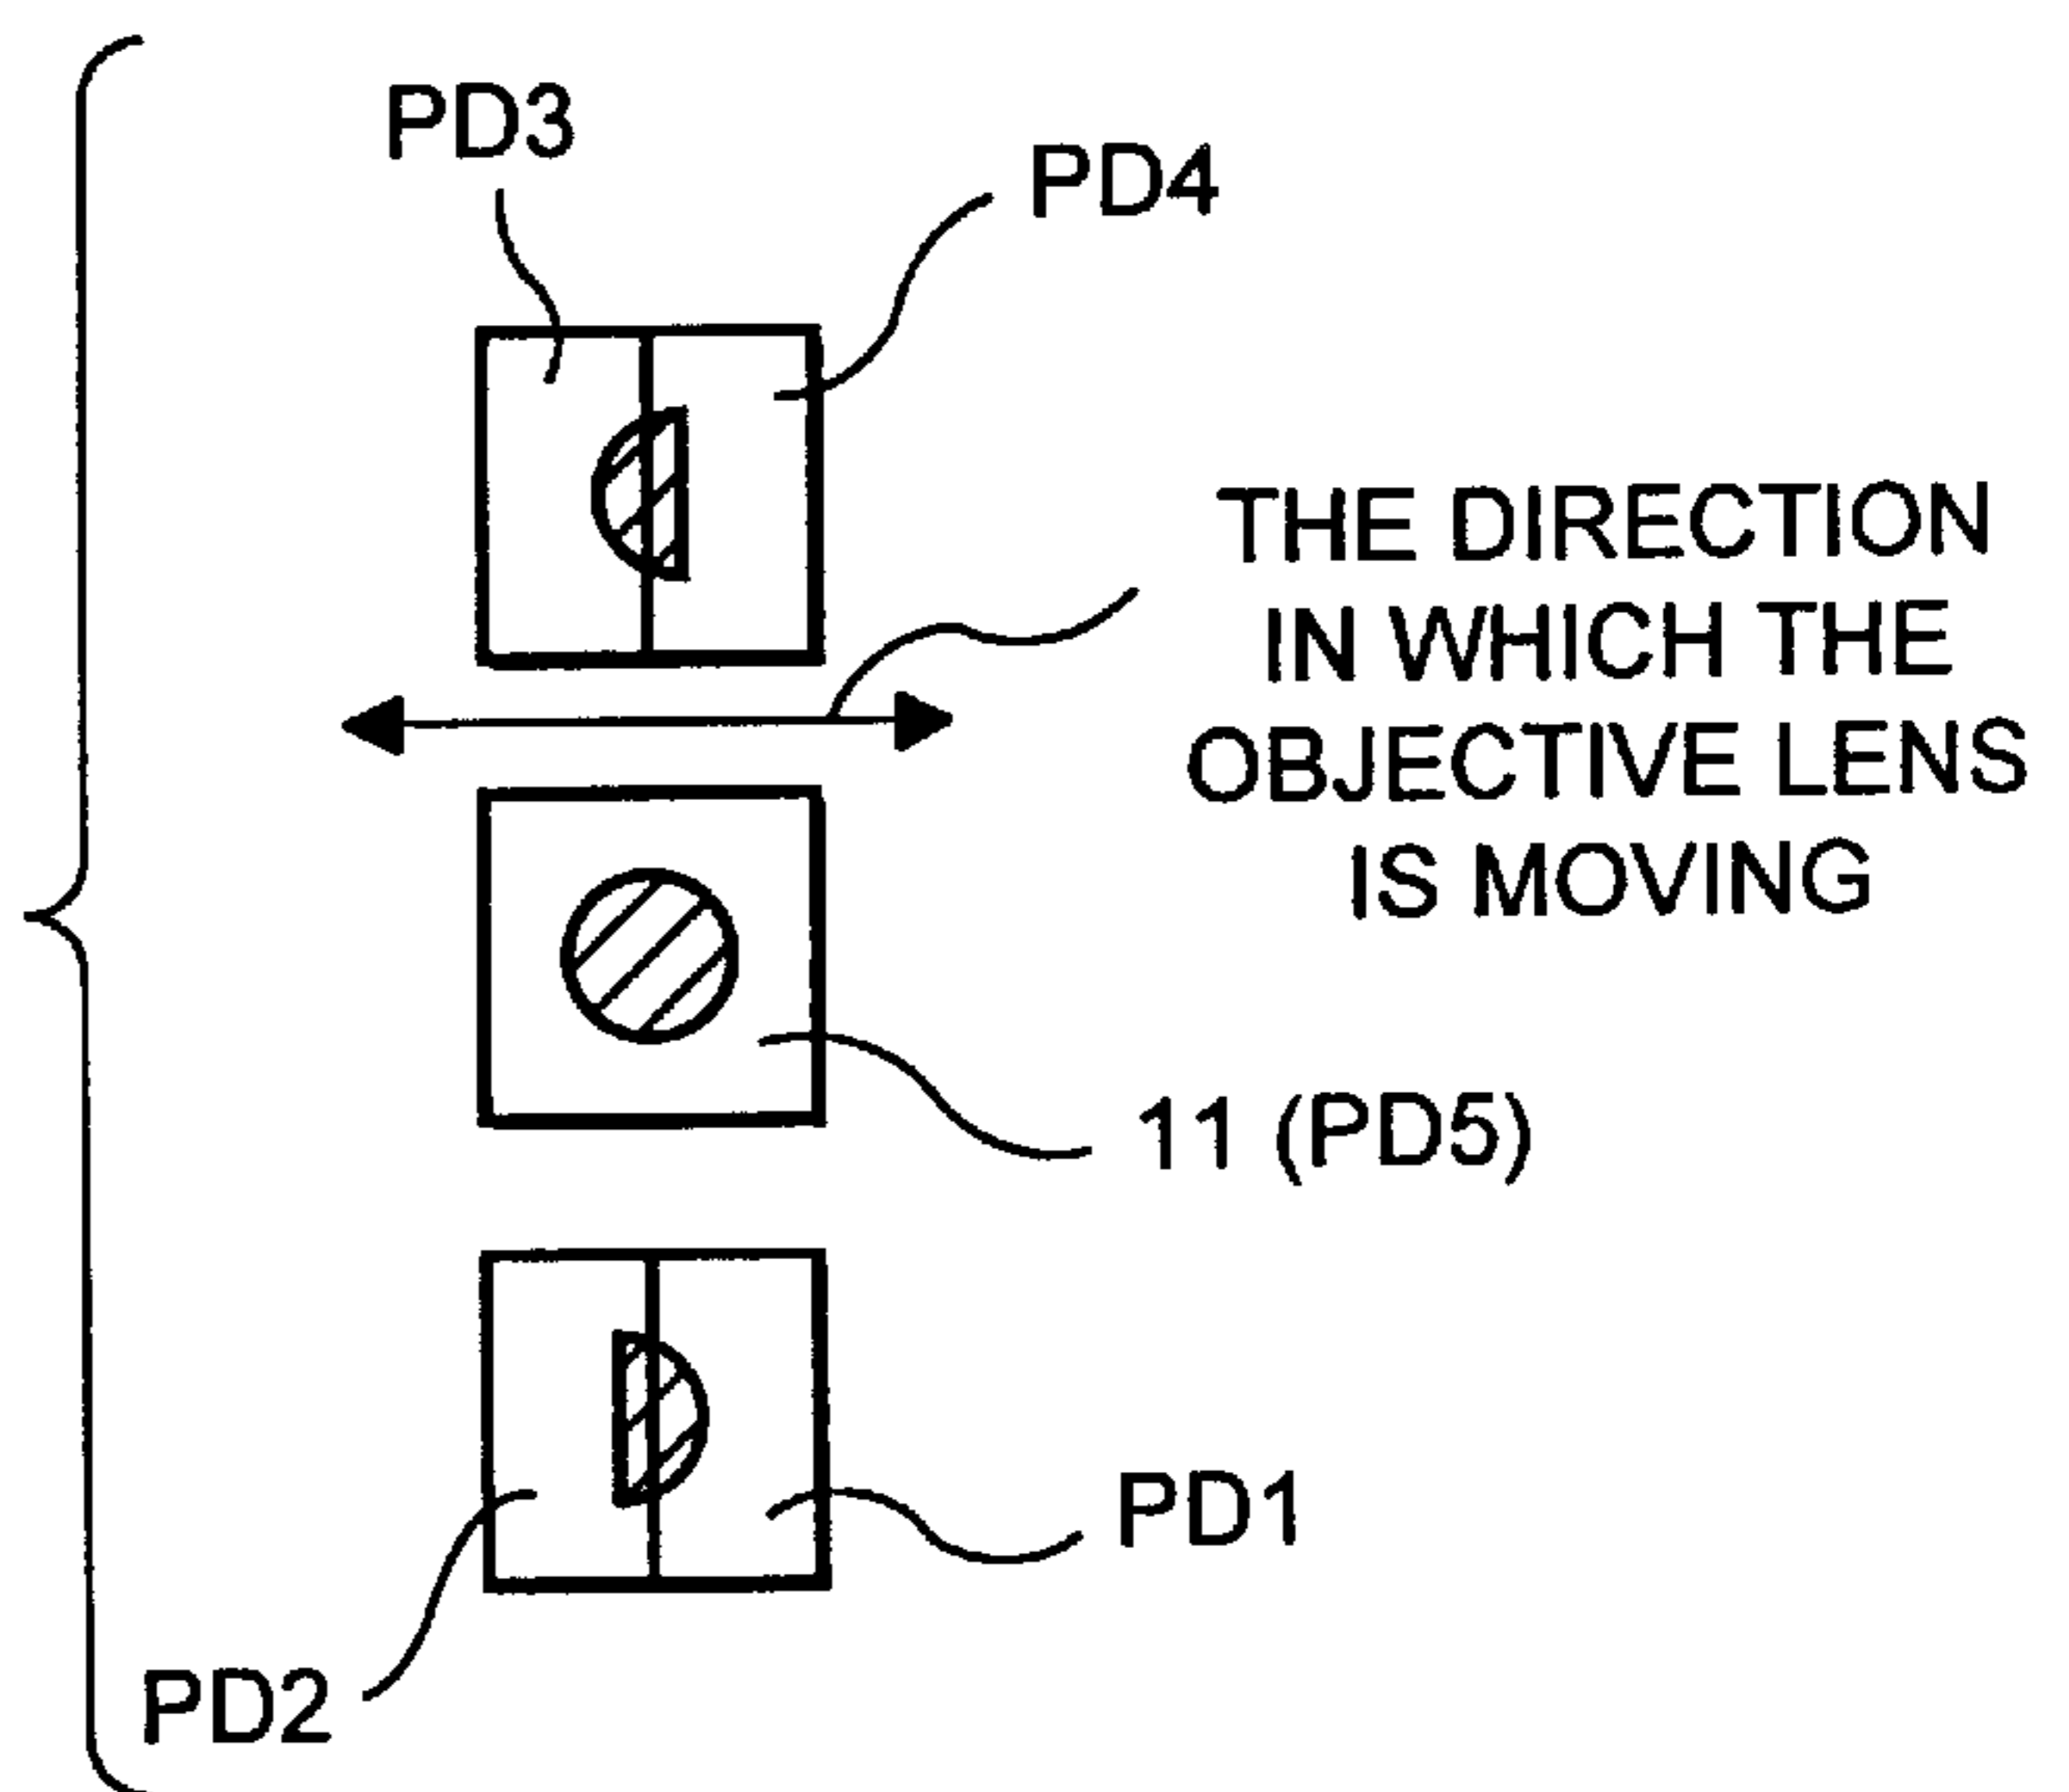 PD3
PD4
THE DIRECTION
IN WHICH THE
OBJECTIVE LENS
IS MOVING
11 (PD5)
PD1
PD2